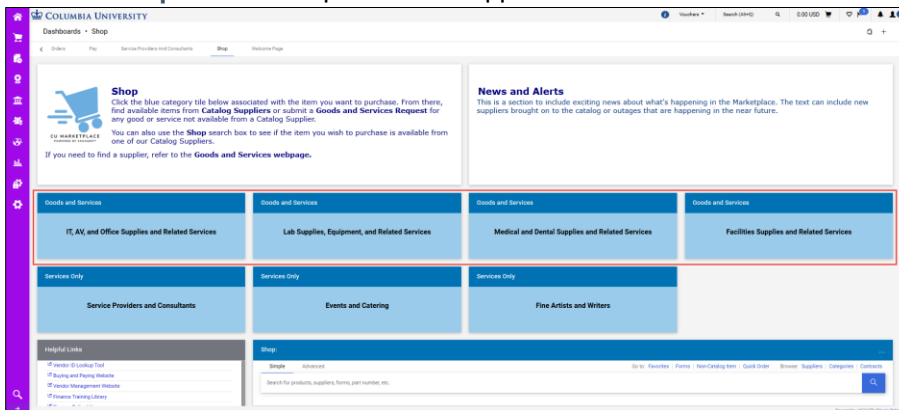 COLUMBIA UNIVERSITY
Vouchers
Search (Alt+Q)
0.00 USD
Dashboards • Shop
Orders
Pay
Service Providers And Consultants
Shop
Welcome Page
Shop
Click the blue category tile below associated with the item you want to purchase. From there,
find available items from Catalog Suppliers or submit a Goods and Services Request for
any good or service not available from a Catalog Supplier.
You can also use the Shop search box to see if the item you wish to purchase is available from
one of our Catalog Suppliers.
CU MARKETPLACE
If you need to find a supplier, refer to the Goods and Services webpage.
News and Alerts
This is a section to include exciting news about what's happening in the Marketplace. The text can include new
suppliers brought on to the catalog or outages that are happening in the near future.
Goods and Services
IT, AV, and Office Supplies and Related Services
Goods and Services
Lab Supplies, Equipment, and Related Services
Goods and Services
Medical and Dental Supplies and Related Services
Goods and Services
Facilities Supplies and Related Services
Services Only
Service Providers and Consultants
Services Only
Events and Catering
Services Only
Fine Artists and Writers
Helpful Links
Vendor ID Lookup Tool
Buying and Paying Website
Vendor Management Website
Finance Training Library
Shop:
Simple
Advanced
Go to: Favorites | Forms | Non-Catalog Item | Quick Order
Browse: Suppliers | Categories | Contracts
Search for products, suppliers, forms, part number, etc.